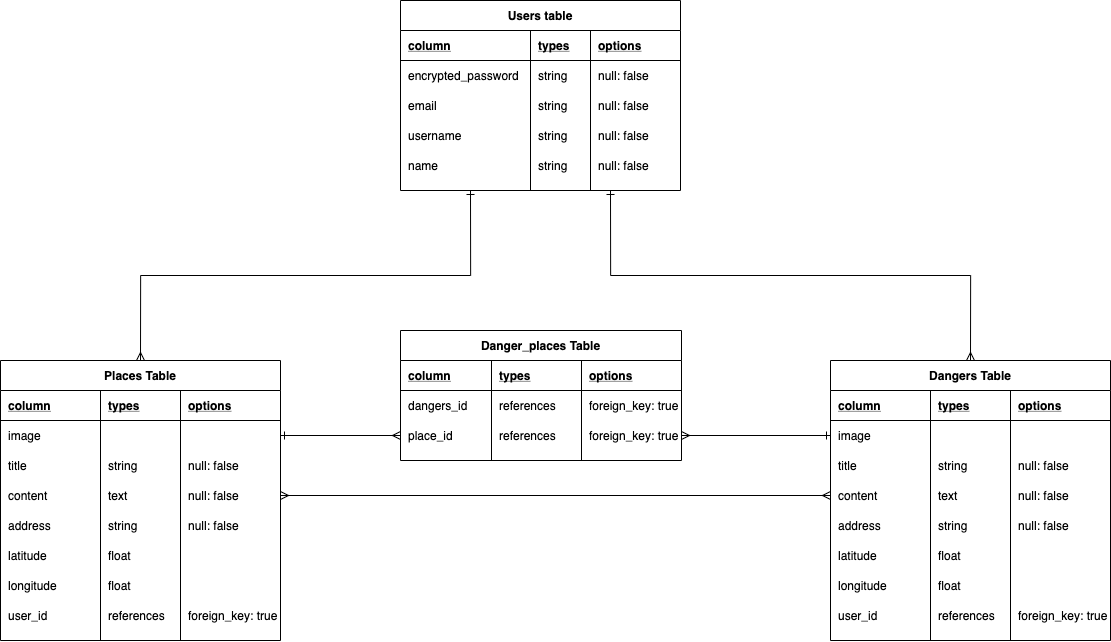 Users table
column types options
encrypted_password string null: false
email string null: false
username string null: false
name string null: false
Danger_places Table
column types options
dangers_id references foreign_key: true
place_id references foreign_key: true
Places Table
column types options
image
title string null: false
content text null: false
address string null: false
latitude float
longitude float
user_id references foreign_key: true
Dangers Table
column types options
image
title string null: false
content text null: false
address string null: false
latitude float
longitude float
user_id references foreign_key: true